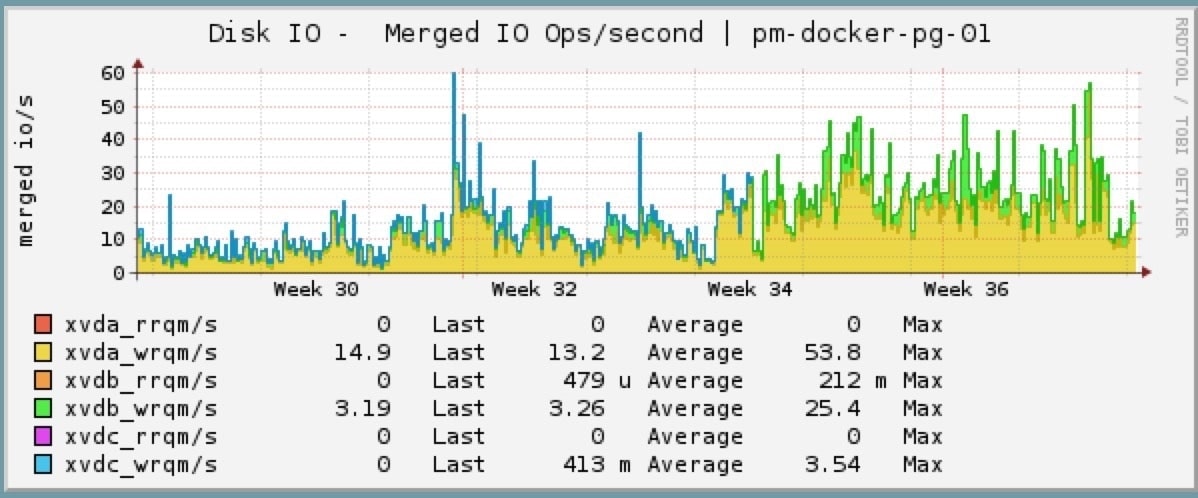 Disk IO -  Merged IO Ops/second | pm-docker-pg-01
RRDTOOL / TOBI OETIKER
merged io/s
60
50
40
30
20
10
0
Week 30 Week 32 Week 34 Week 36
xvda_rrqm/s 0 Last 0 Average 0 Max
xvda_wrqm/s 14.9 Last 13.2 Average 53.8 Max
xvdb_rrqm/s 0 Last 479 u Average 212 m Max
xvdb_wrqm/s 3.19 Last 3.26 Average 25.4 Max
xvdc_rrqm/s 0 Last 0 Average 0 Max
xvdc_wrqm/s 0 Last 413 m Average 3.54 Max